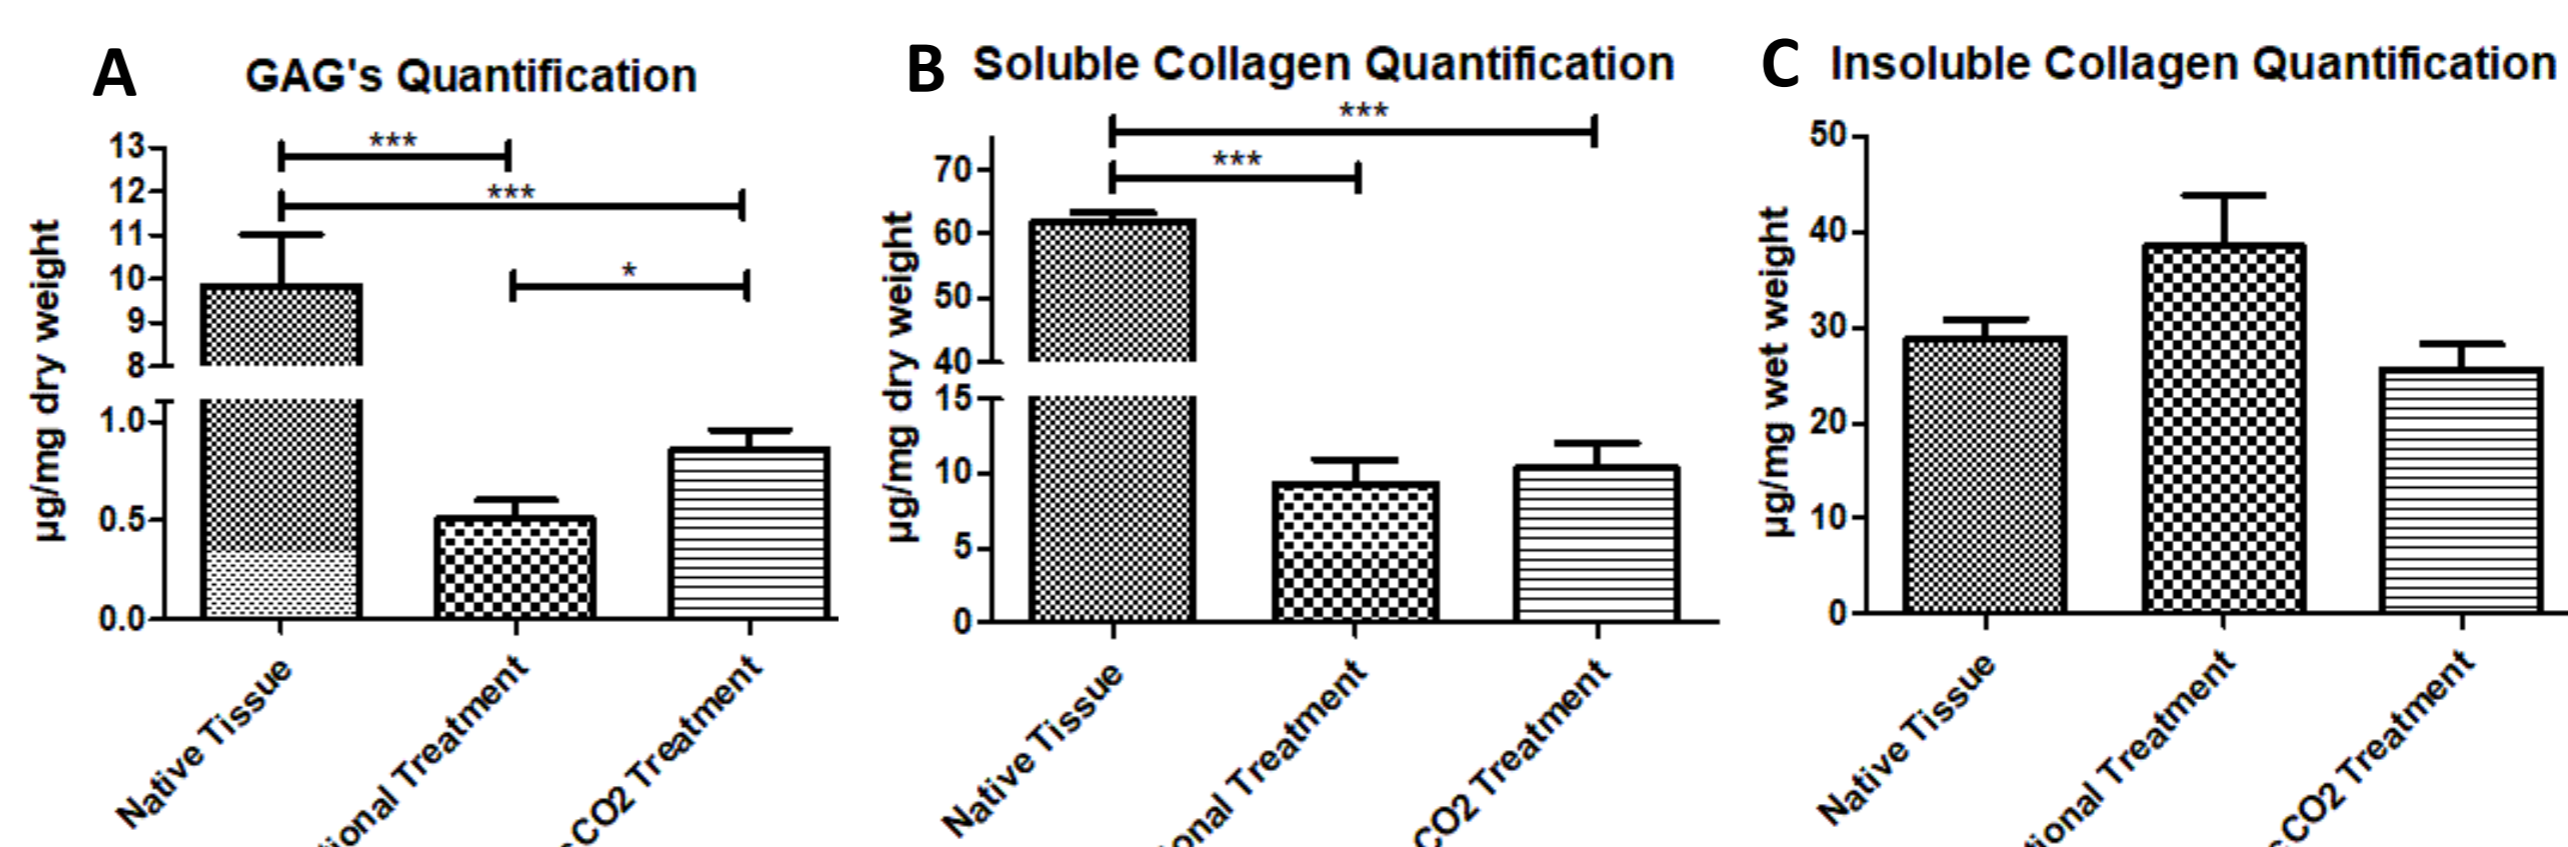 A GAG's Quantification
***
***
*
13
12
11
10
9
8
1.0
0.5
0.0
µg/mg dry weight
Native Tissue
tional Treatment
CO2 Treatment
B Soluble Collagen Quantification
***
***
70
60
50
40
15
10
5
0
µg/mg dry weight
Native Tissue
ional Treatment
CO2 Treatment
C Insoluble Collagen Quantification
50
40
30
20
10
0
µg/mg wet weight
Native Tissue
tional Treatment
CO2 Treatment